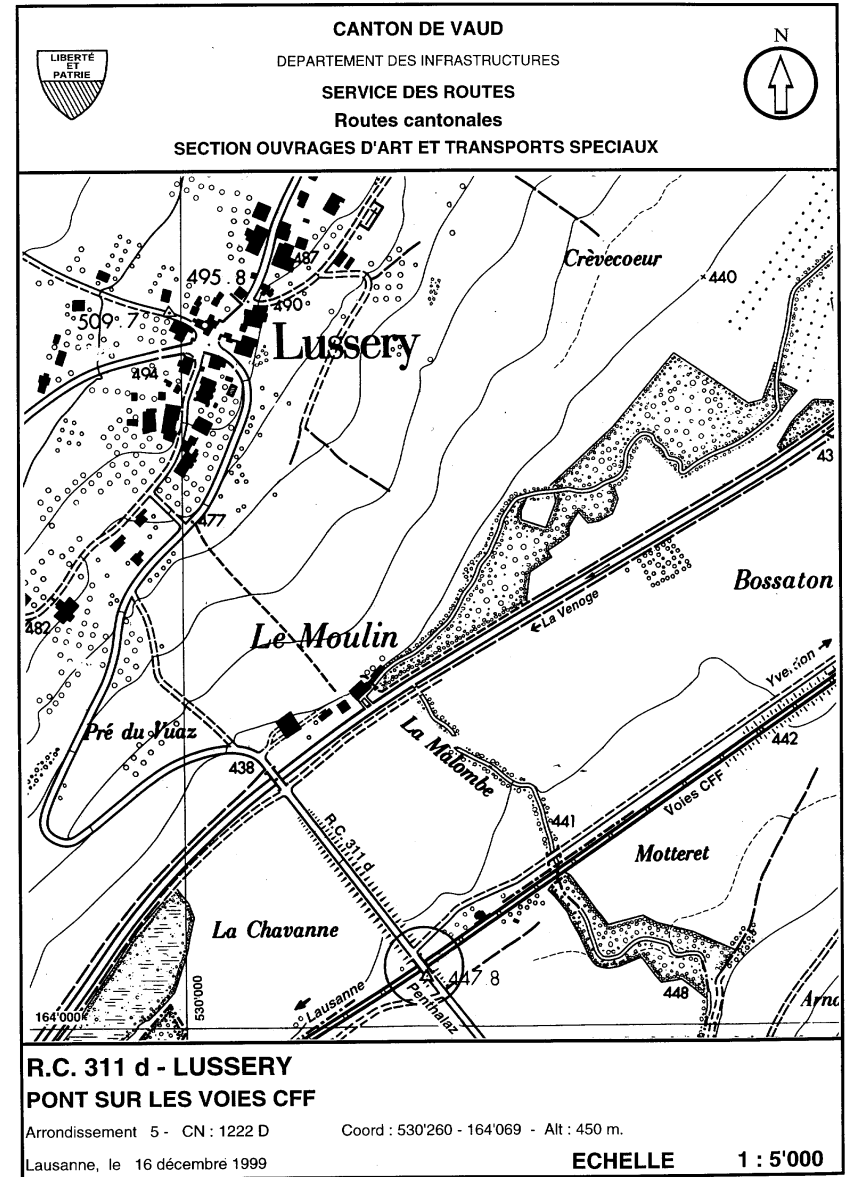 CANTON DE VAUD
DEPARTEMENT DES INFRASTRUCTURES
SERVICE DES ROUTES
Routes cantonales
SECTION OUVRAGES D'ART ET TRANSPORTS SPECIAUX
LIBERTÉ
ET
PATRIE
N
487
Crèvecoeur
495.8
440
490
509.7
Lussery
494
43
477
Bossaton
La Venoge
482
Le Moulin
Yverdon
Pré du Vuaz
La Mâlombe
442
438
Voies CFF
R.C. 311 d
441
Motteret
La Chavanne
447.8
448
Lausanne
Penthalaz
530'000
164'000
Arno
R.C. 311 d - LUSSERY
PONT SUR LES VOIES CFF
Arrondissement 5 - CN : 1222 D Coord : 530'260 - 164'069 - Alt : 450 m.
Lausanne, le 16 décembre 1999 ECHELLE 1 : 5'000